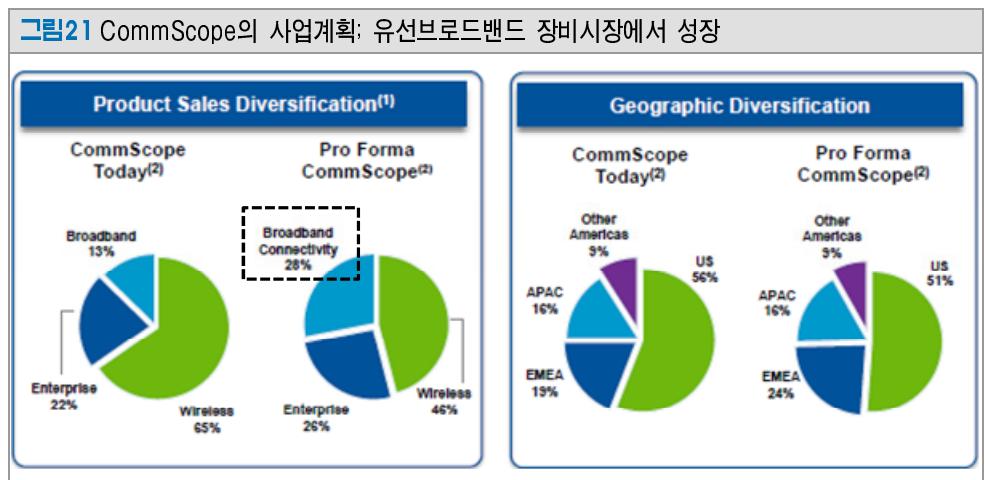 그림21 CommScope의 사업계획; 유선브로드밴드 장비시장에서 성장
Product Sales Diversification(1)
CommScope
Today(2)
Pro Forma
CommScope(2)
Broadband
13%
Enterprise
22%
Wireless
65%
Broadband
Connectivity
28%
Enterprise
26%
Wireless
46%
Geographic Diversification
CommScope
Today(2)
Pro Forma
CommScope(2)
Other
Americas
9%
US
56%
APAC
16%
EMEA
19%
Other
Americas
9%
US
51%
APAC
16%
EMEA
24%